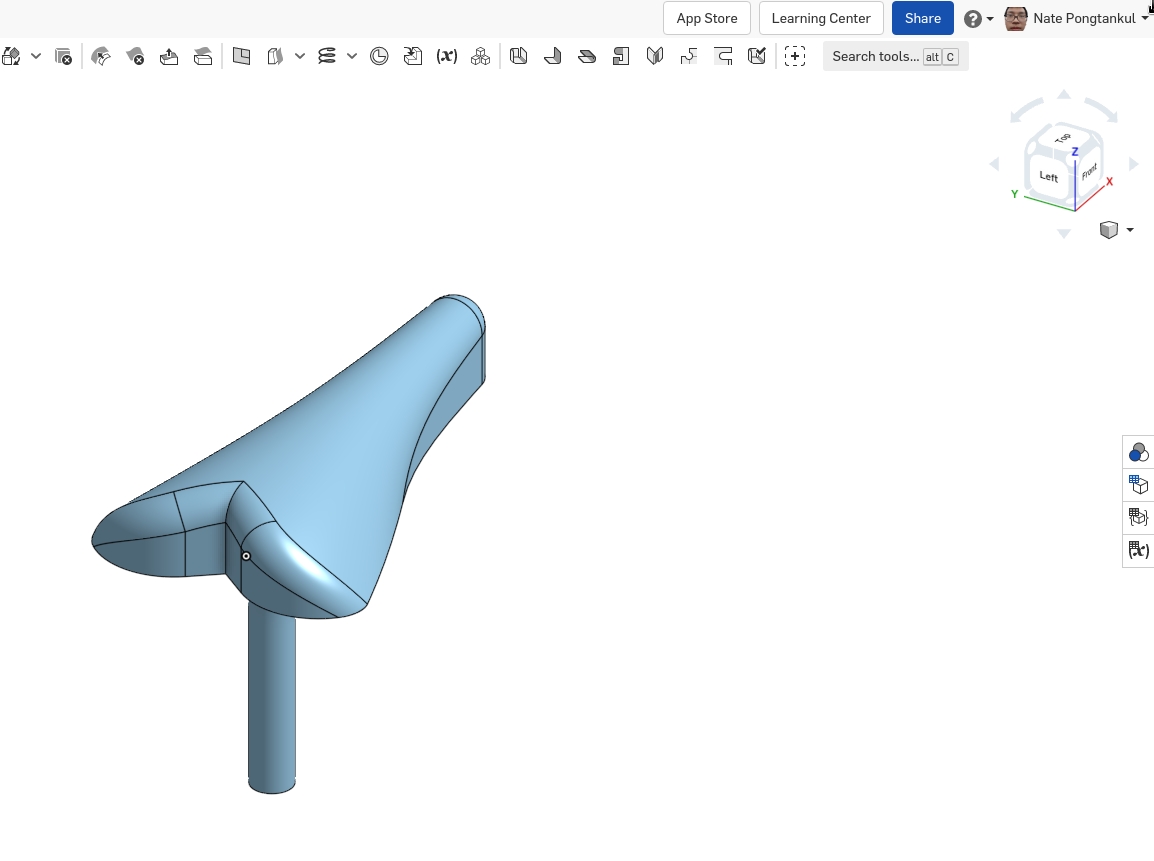 App Store
Learning Center
Share
?
Nate Pongtankul
(x)
Search tools... alt C
Top
Z
Left
Front
X
Y
(x)